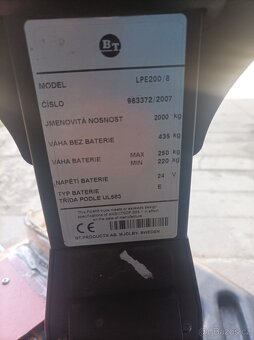 BT
MODEL LPE200/8
ČÍSLO 983372/2007
JMENOVITÁ NOSNOST 2000 kg
VÁHA BEZ BATERIE 435 kg
VÁHA BATERIE MAX 250 kg
MIN 220 kg
NAPĚTÍ BATERIE 24 V
TYP BATERIE E
TŘÍDA PODLE UL583
BT PRODUCTS AB, MJÖLBY, SWEDEN